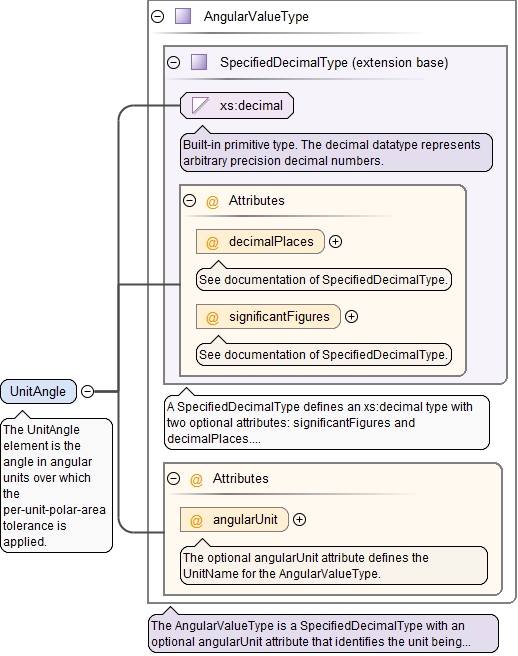 AngularValueType
SpecifiedDecimalType (extension base)
xs:decimal
Built-in primitive type. The decimal datatype represents
arbitrary precision decimal numbers.
@ Attributes
@ decimalPlaces
See documentation of SpecifiedDecimalType.
@ significantFigures
See documentation of SpecifiedDecimalType.
UnitAngle
The UnitAngle
element is the
angle in angular
units over which
the
per-unit-polar-area
tolerance is
applied.
A SpecifiedDecimalType defines an xs:decimal type with
two optional attributes: significantFigures and
decimalPlaces....
@ Attributes
@ angularUnit
The optional angularUnit attribute defines the
UnitName for the AngularValueType.
The AngularValueType is a SpecifiedDecimalType with an
optional angularUnit attribute that identifies the unit being...